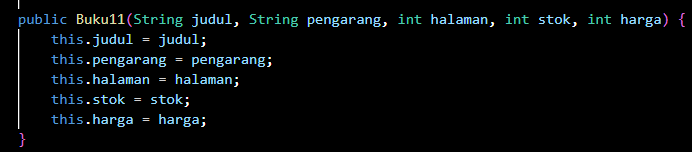 public Buku11(String judul, String pengarang, int halaman, int stok, int harga) {
    this.judul = judul;
    this.pengarang = pengarang;
    this.halaman = halaman;
    this.stok = stok;
    this.harga = harga;
}